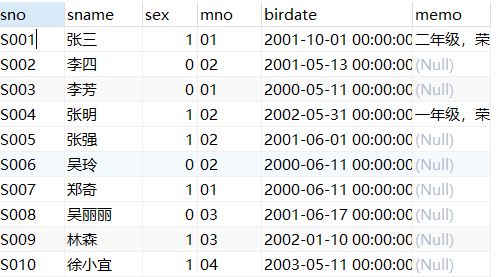 sno sname sex mno birdate memo
S001 张三 1 01 2001-10-01 00:00:00 二年级，荣
S002 李四 0 02 2001-05-13 00:00:00 (Null)
S003 李芳 0 01 2000-05-11 00:00:00 (Null)
S004 张明 1 02 2002-05-31 00:00:00 一年级，荣
S005 张强 1 02 2001-06-01 00:00:00 (Null)
S006 吴玲 0 02 2000-06-11 00:00:00 (Null)
S007 郑奇 1 01 2000-06-11 00:00:00 (Null)
S008 吴丽丽 0 03 2001-06-17 00:00:00 (Null)
S009 林森 1 03 2002-01-10 00:00:00 (Null)
S010 徐小宜 1 04 2003-05-11 00:00:00 (Null)